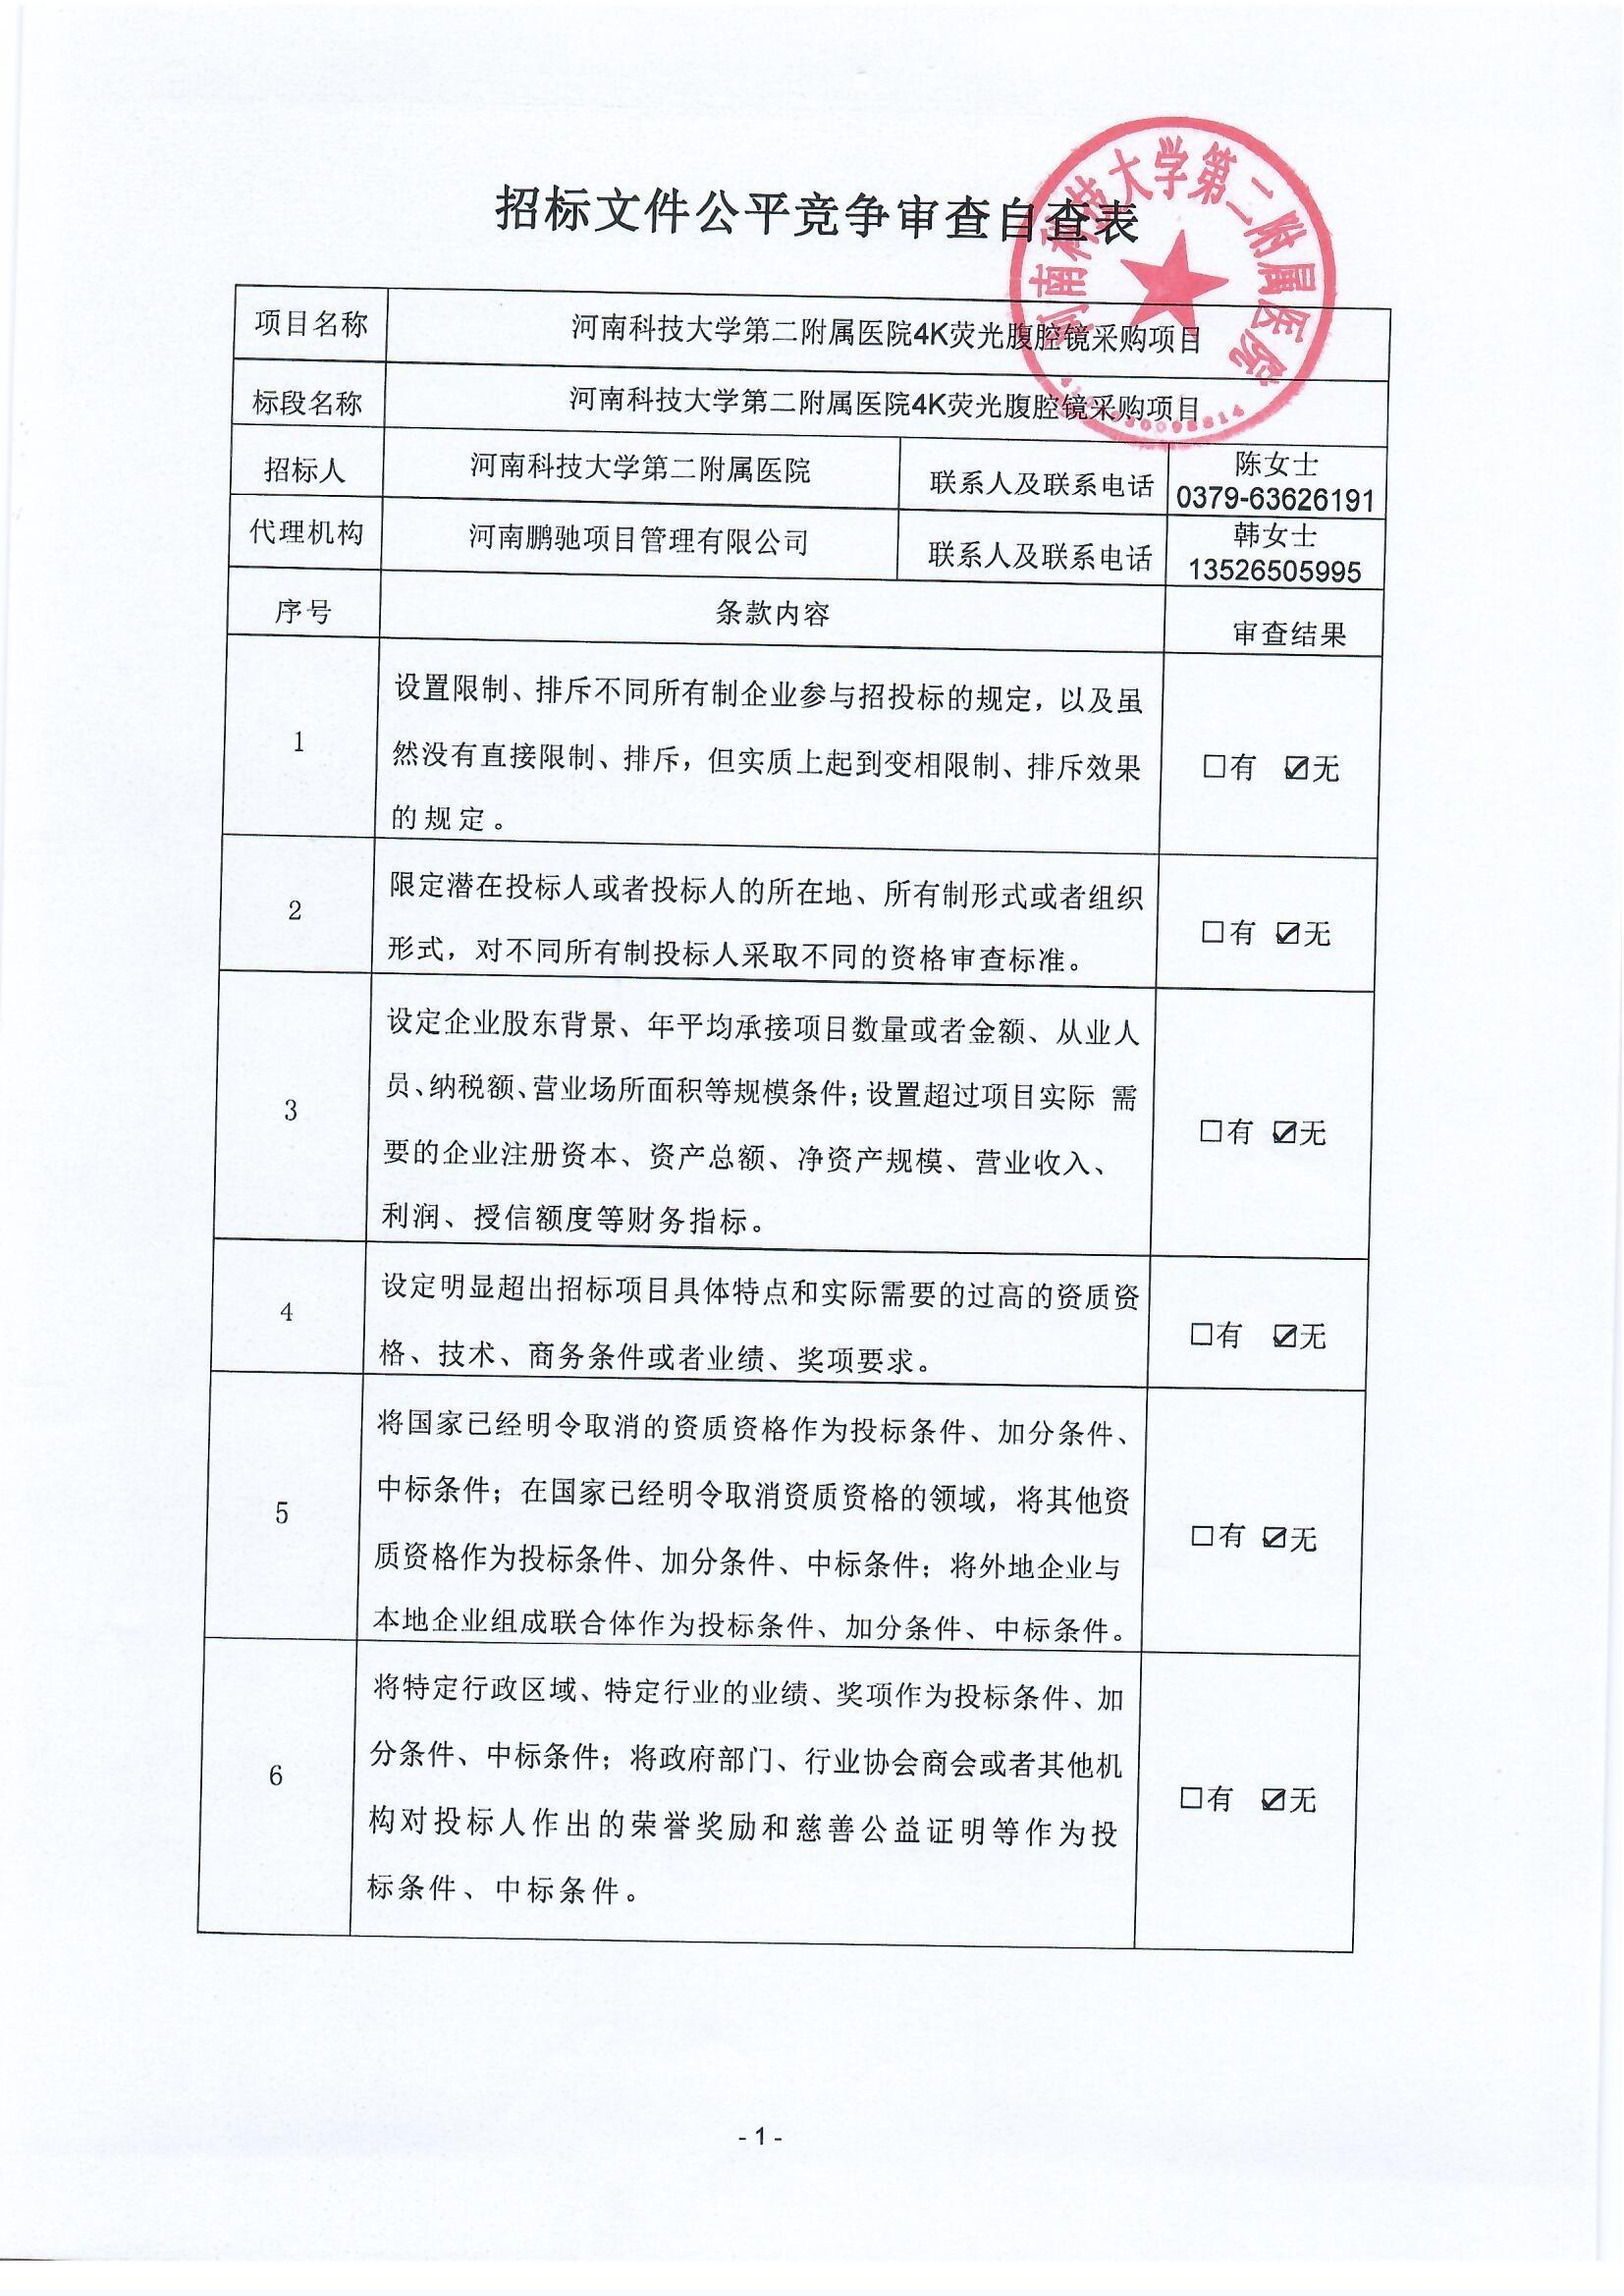 招标文件公平竞争审查自查表
河南科技大学第二附属医院
项目名称 河南科技大学第二附属医院4K荧光腹腔镜采购项目
标段名称 河南科技大学第二附属医院4K荧光腹腔镜采购项目
招标人 河南科技大学第二附属医院 联系人及联系电话 陈女士
0379-63626191
代理机构 河南鹏驰项目管理有限公司 联系人及联系电话 韩女士
13526505995
序号 条款内容 审查结果
1
设置限制、排斥不同所有制企业参与招投标的规定，以及虽
然没有直接限制、排斥，但实质上起到变相限制、排斥效果
的规定。
☐有 ☑无
2
限定潜在投标人或者投标人的所在地、所有制形式或者组织
形式，对不同所有制投标人采取不同的资格审查标准。
☐有 ☑无
3
设定企业股东背景、年平均承接项目数量或者金额、从业人
员、纳税额、营业场所面积等规模条件；设置超过项目实际 需
要的企业注册资本、资产总额、净资产规模、营业收入、
利润、授信额度等财务指标。
☐有 ☑无
4
设定明显超出招标项目具体特点和实际需要的过高的资质资
格、技术、商务条件或者业绩、奖项要求。
☐有 ☑无
5
将国家已经明令取消的资质资格作为投标条件、加分条件、
中标条件；在国家已经明令取消资质资格的领域，将其他资
质资格作为投标条件、加分条件、中标条件；将外地企业与
本地企业组成联合体作为投标条件、加分条件、中标条件。
☐有 ☑无
6
将特定行政区域、特定行业的业绩、奖项作为投标条件、加
分条件、中标条件；将政府部门、行业协会商会或者其他机
构对投标人作出的荣誉奖励和慈善公益证明等作为投
标条件、中标条件。
☐有 ☑无
- 1 -